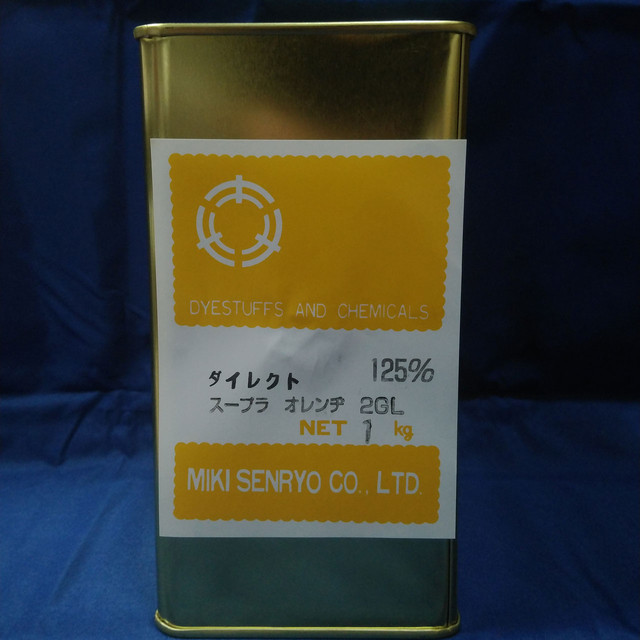 DYESTUFFS AND CHEMICALS
ダイレクト 125%
スープラ オレンヂ 2GL
NET 1 kg
MIKI SENRYO CO., LTD.